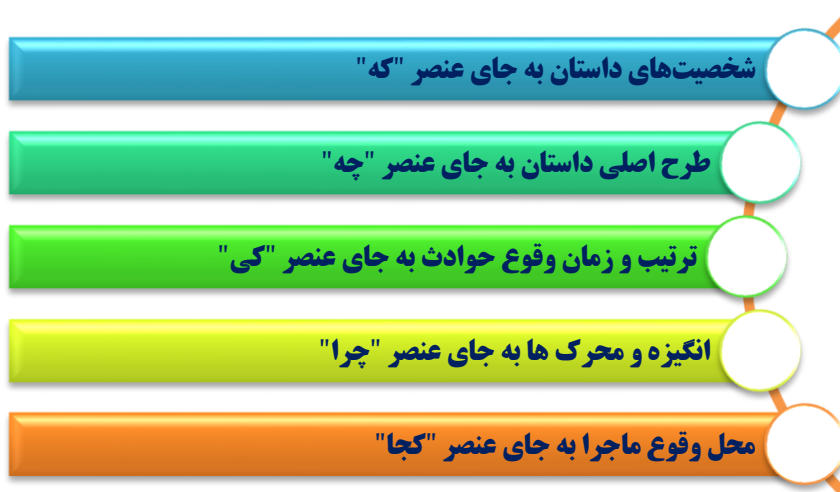 شخصیت‌های داستان به جای عنصر "که"
طرح اصلی داستان به جای عنصر "چه"
ترتیب و زمان وقوع حوادث به جای عنصر "کی"
انگیزه و محرک ها به جای عنصر "چرا"
محل وقوع ماجرا به جای عنصر "کجا"